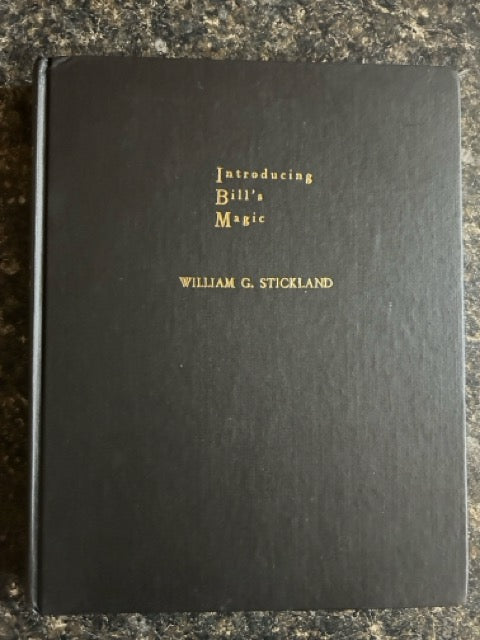 Introducing
Bill's
Magic
WILLIAM G. STICKLAND